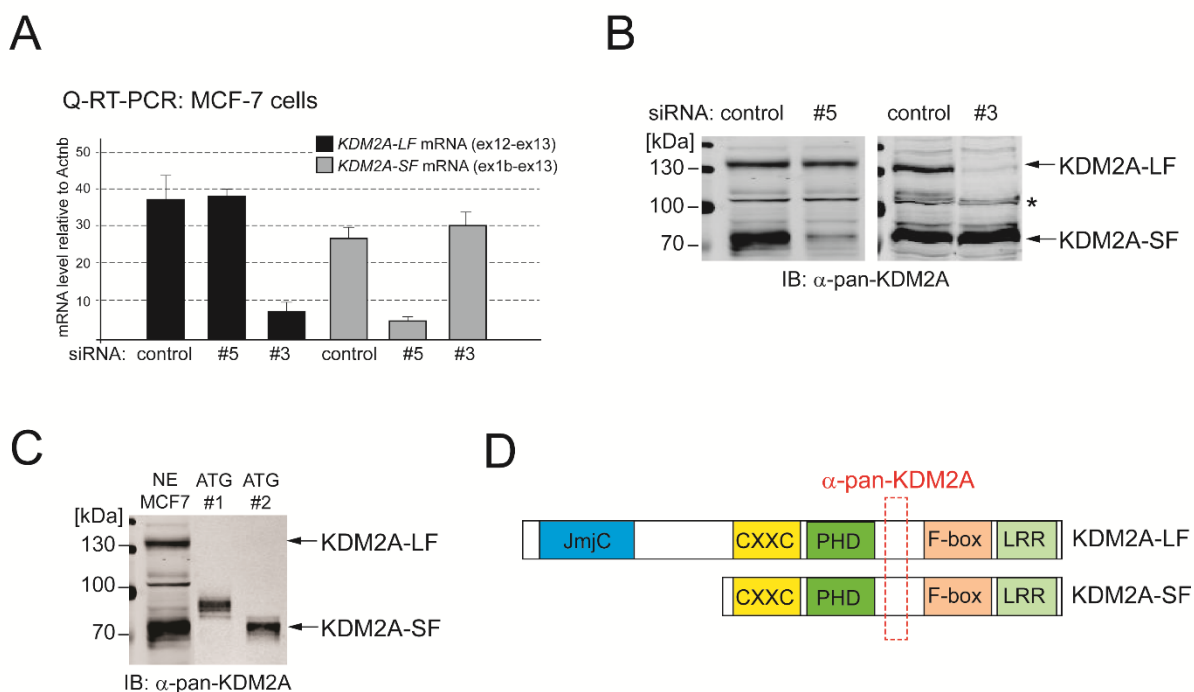 A
Q-RT-PCR: MCF-7 cells
KDM2A-LF mRNA (ex12-ex13)
KDM2A-SF mRNA (ex1b-ex13)
mRNA level relative to Actnb
50
40
30
20
10
siRNA: control #5 #3 control #5 #3
B
siRNA: control #5 control #3
[kDa]
130
100
70
KDM2A-LF
*
KDM2A-SF
IB: α-pan-KDM2A
C
NE ATG ATG
MCF7 #1 #2
[kDa]
130
100
70
KDM2A-LF
KDM2A-SF
IB: α-pan-KDM2A
D
α-pan-KDM2A
JmjC CXXC PHD F-box LRR KDM2A-LF
CXXC PHD F-box LRR KDM2A-SF